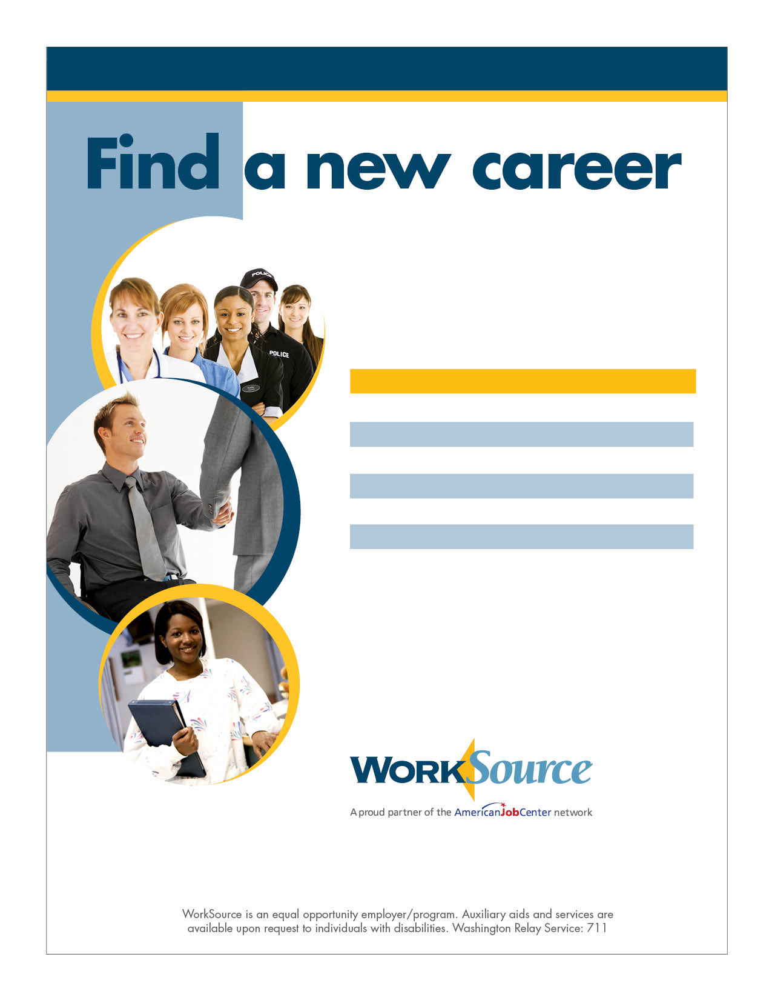 Find a new career
POLICE
POLICE
WORKSource
A proud partner of the AmericanJobCenter network
WorkSource is an equal opportunity employer/program. Auxiliary aids and services are
available upon request to individuals with disabilities. Washington Relay Service: 711